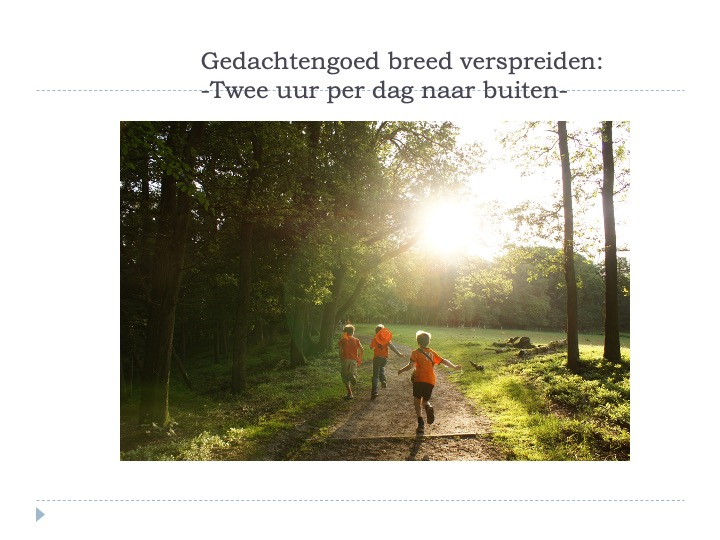 Gedachtengoed breed verspreiden:
-Twee uur per dag naar buiten-